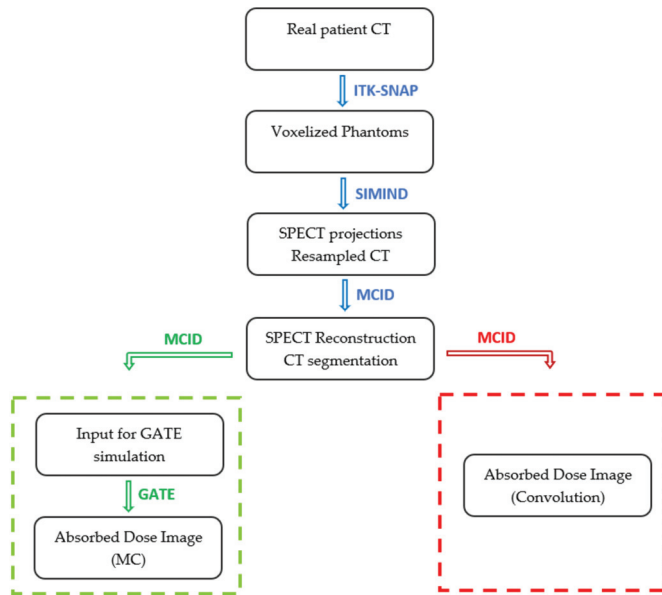 Real patient CT
ITK-SNAP
Voxelized Phantoms
SIMIND
SPECT projections
Resampled CT
MCID
SPECT Reconstruction
CT segmentation
MCID
MCID
Input for GATE
simulation
GATE
Absorbed Dose Image
(MC)
Absorbed Dose Image
(Convolution)